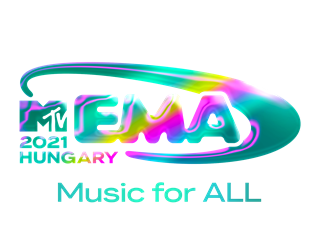 MTV EMA
2021
HUNGARY
Music for ALL